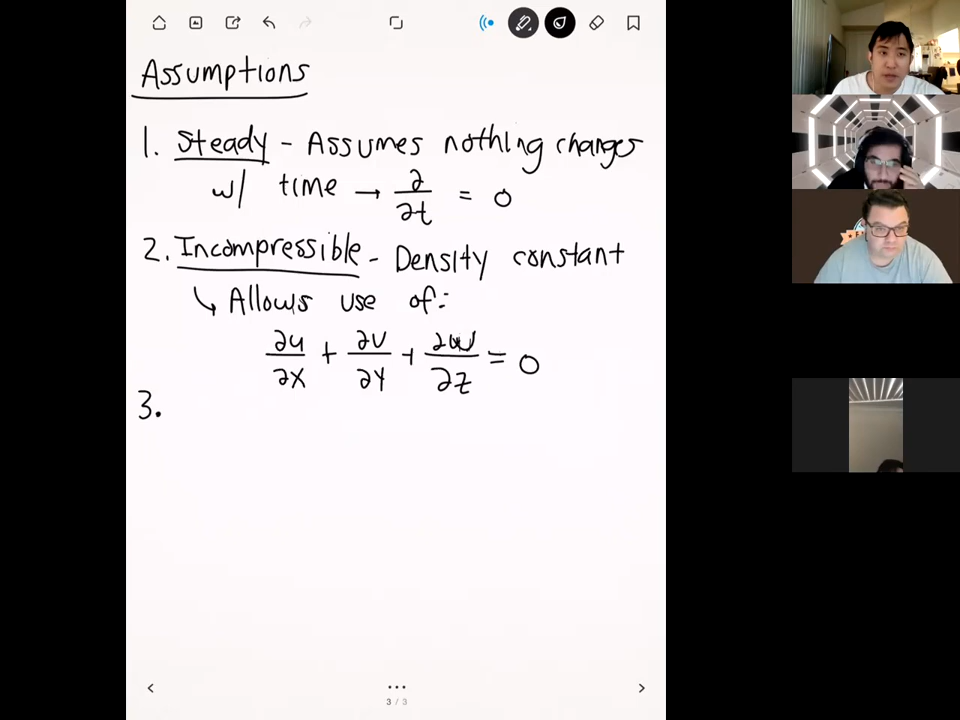 Assumptions
1. Steady - Assumes nothing changes
w/ time → ∂/∂t = 0
2. Incompressible - Density constant
↳ Allows use of:
∂u/∂x + ∂v/∂y + ∂w/∂z = 0
3.
3 / 3